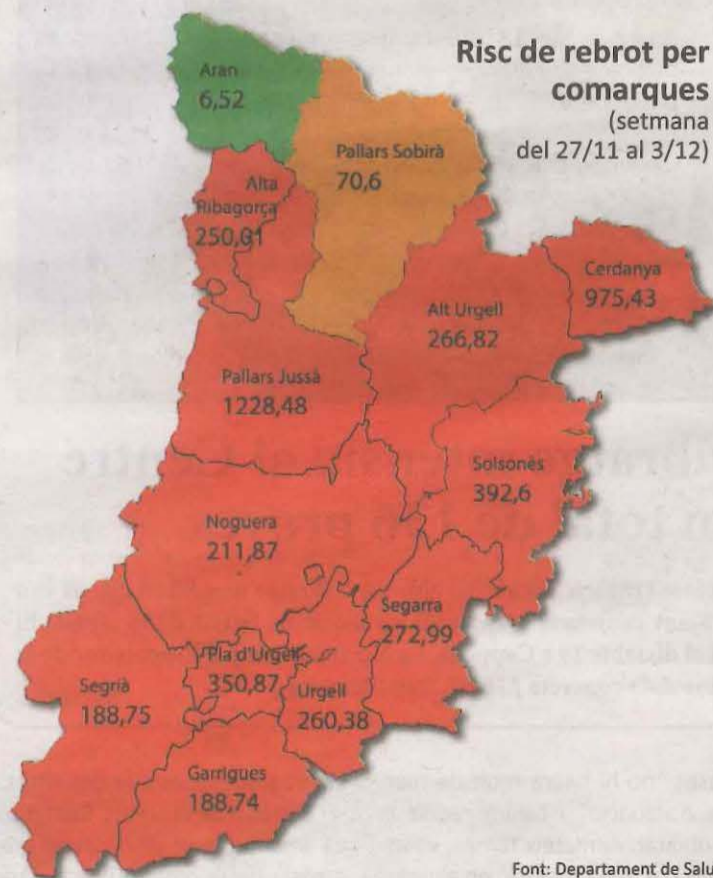 Risc de rebrot per
comarques
(setmana
del 27/11 al 3/12)
Aran
6,52
Pallars Sobirà
70,6
Alta
Ribagorça
250,01
Cerdanya
975,43
Alt Urgell
266,82
Pallars Jussà
1228,48
Solsonès
392,6
Noguera
211,87
Segarra
272,99
Pla d'Urgell
350,87
Segrià
188,75
Urgell
260,38
Garrigues
188,74
Font: Departament de Salu